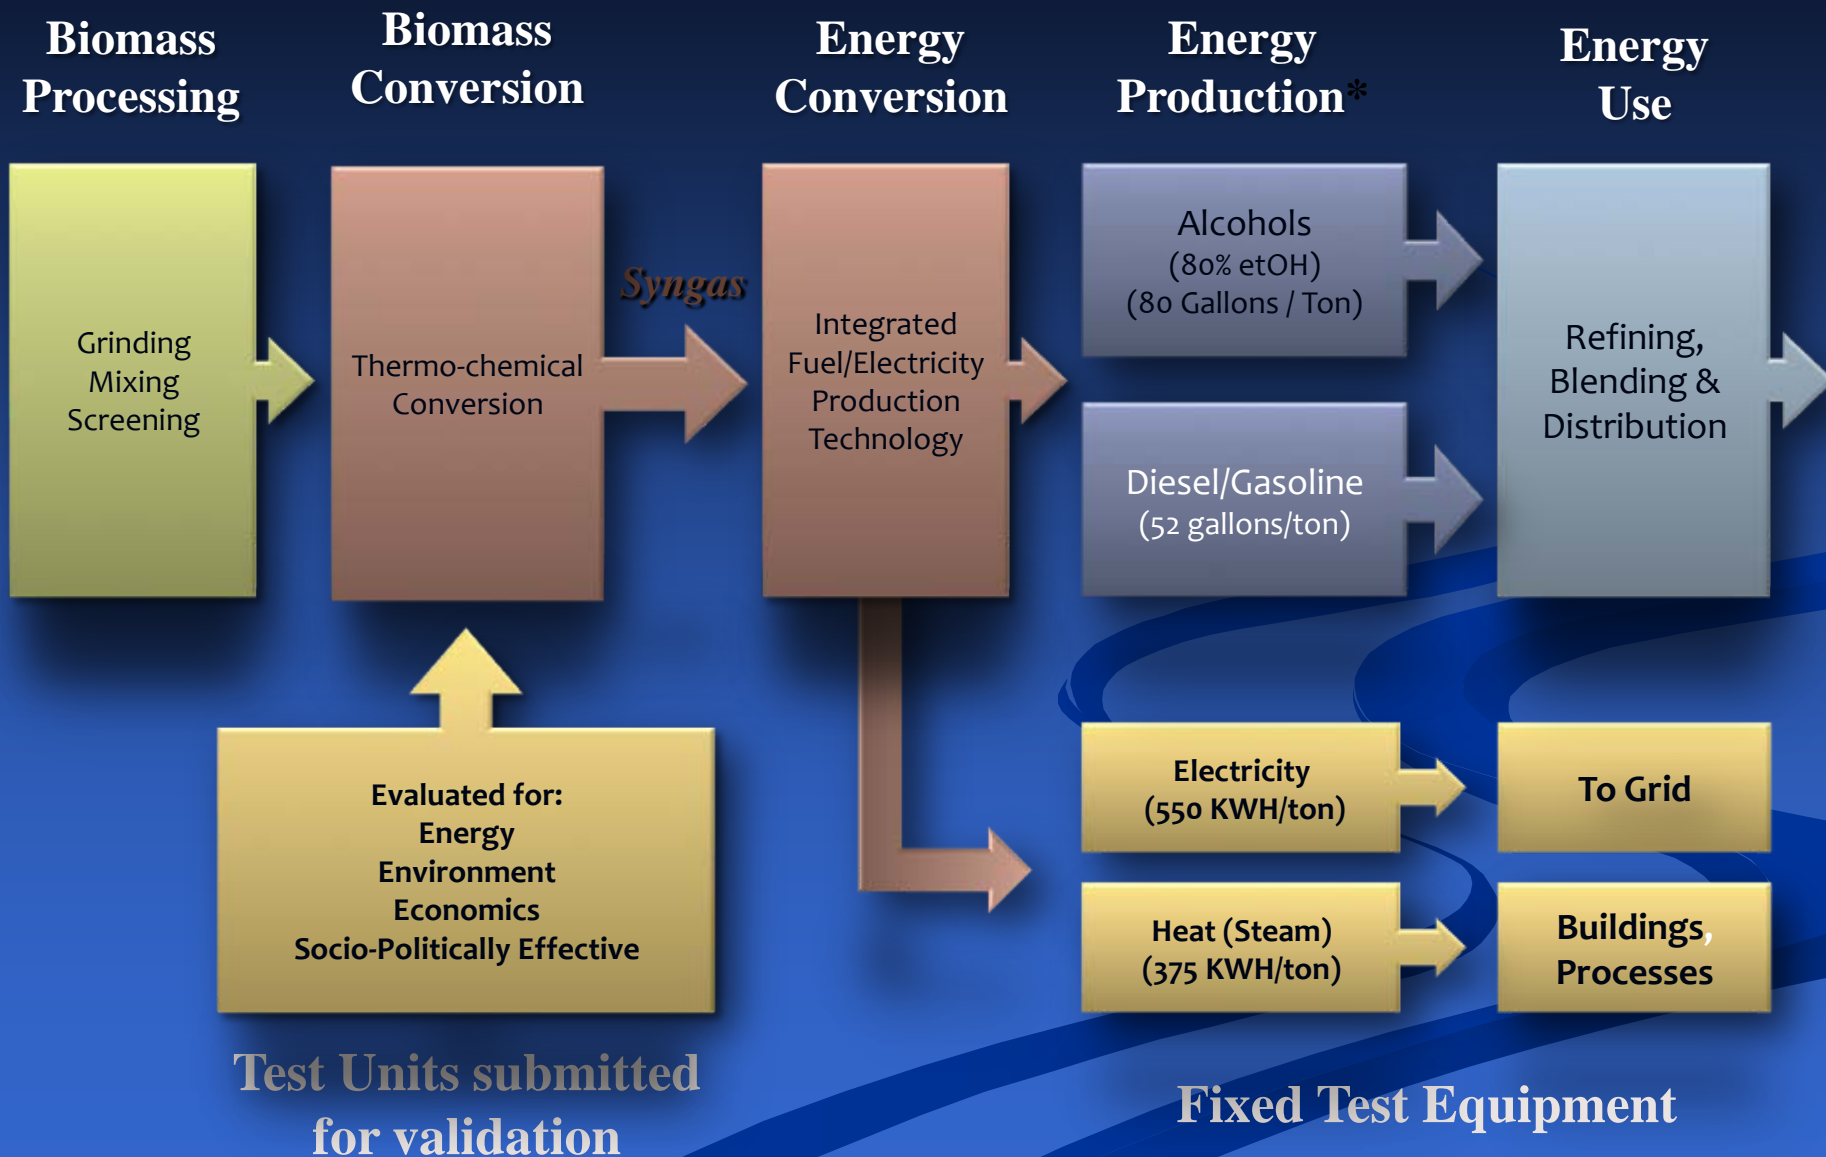 Biomass
Processing
Biomass
Conversion
Energy
Conversion
Energy
Production*
Energy
Use
Grinding
Mixing
Screening
Thermo-chemical
Conversion
Syngas
Integrated
Fuel/Electricity
Production
Technology
Alcohols
(80% etOH)
(80 Gallons / Ton)
Diesel/Gasoline
(52 gallons/ton)
Refining,
Blending &
Distribution
Evaluated for:
Energy
Environment
Economics
Socio-Politically Effective
Electricity
(550 KWH/ton)
To Grid
Heat (Steam)
(375 KWH/ton)
Buildings,
Processes
Test Units submitted
for validation
Fixed Test Equipment